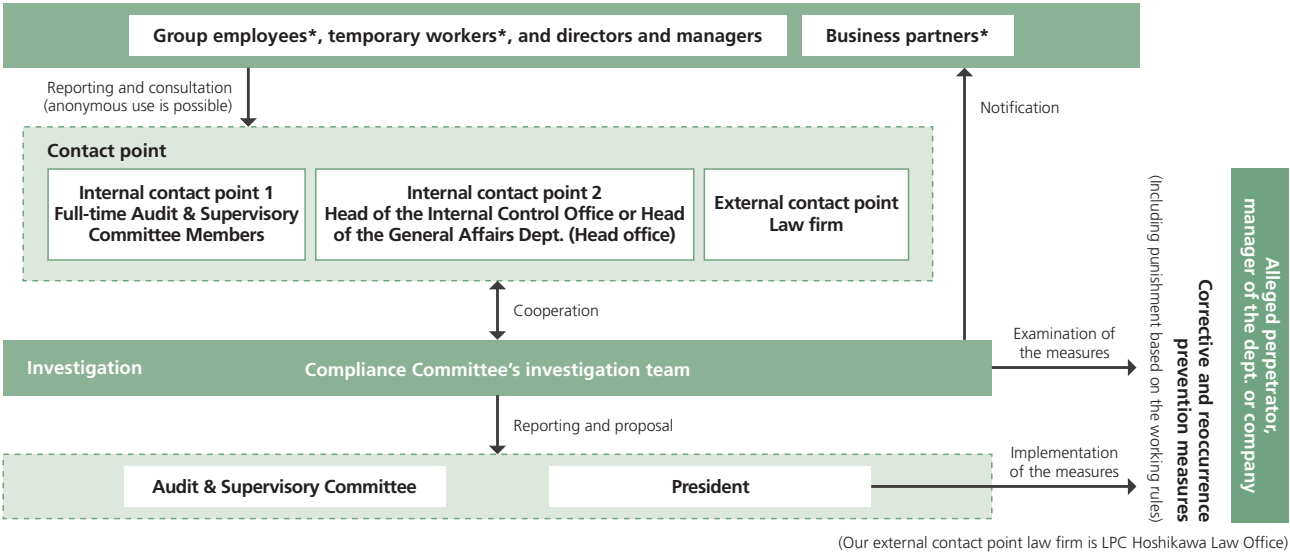 Group employees*, temporary workers*, and directors and managers
Business partners*
Reporting and consultation
(anonymous use is possible)
Notification
Contact point
Internal contact point 1
Full-time Audit & Supervisory
Committee Members
Internal contact point 2
Head of the Internal Control Office or Head
of the General Affairs Dept. (Head office)
External contact point
Law firm
Cooperation
Investigation
Compliance Committee's investigation team
Examination of
the measures
Reporting and proposal
Audit & Supervisory Committee
President
Implementation
of the measures
Corrective and reoccurrence
prevention measures
(Including punishment based on the working rules)
Alleged perpetrator,
manager of the dept. or company
(Our external contact point law firm is LPC Hoshikawa Law Office)